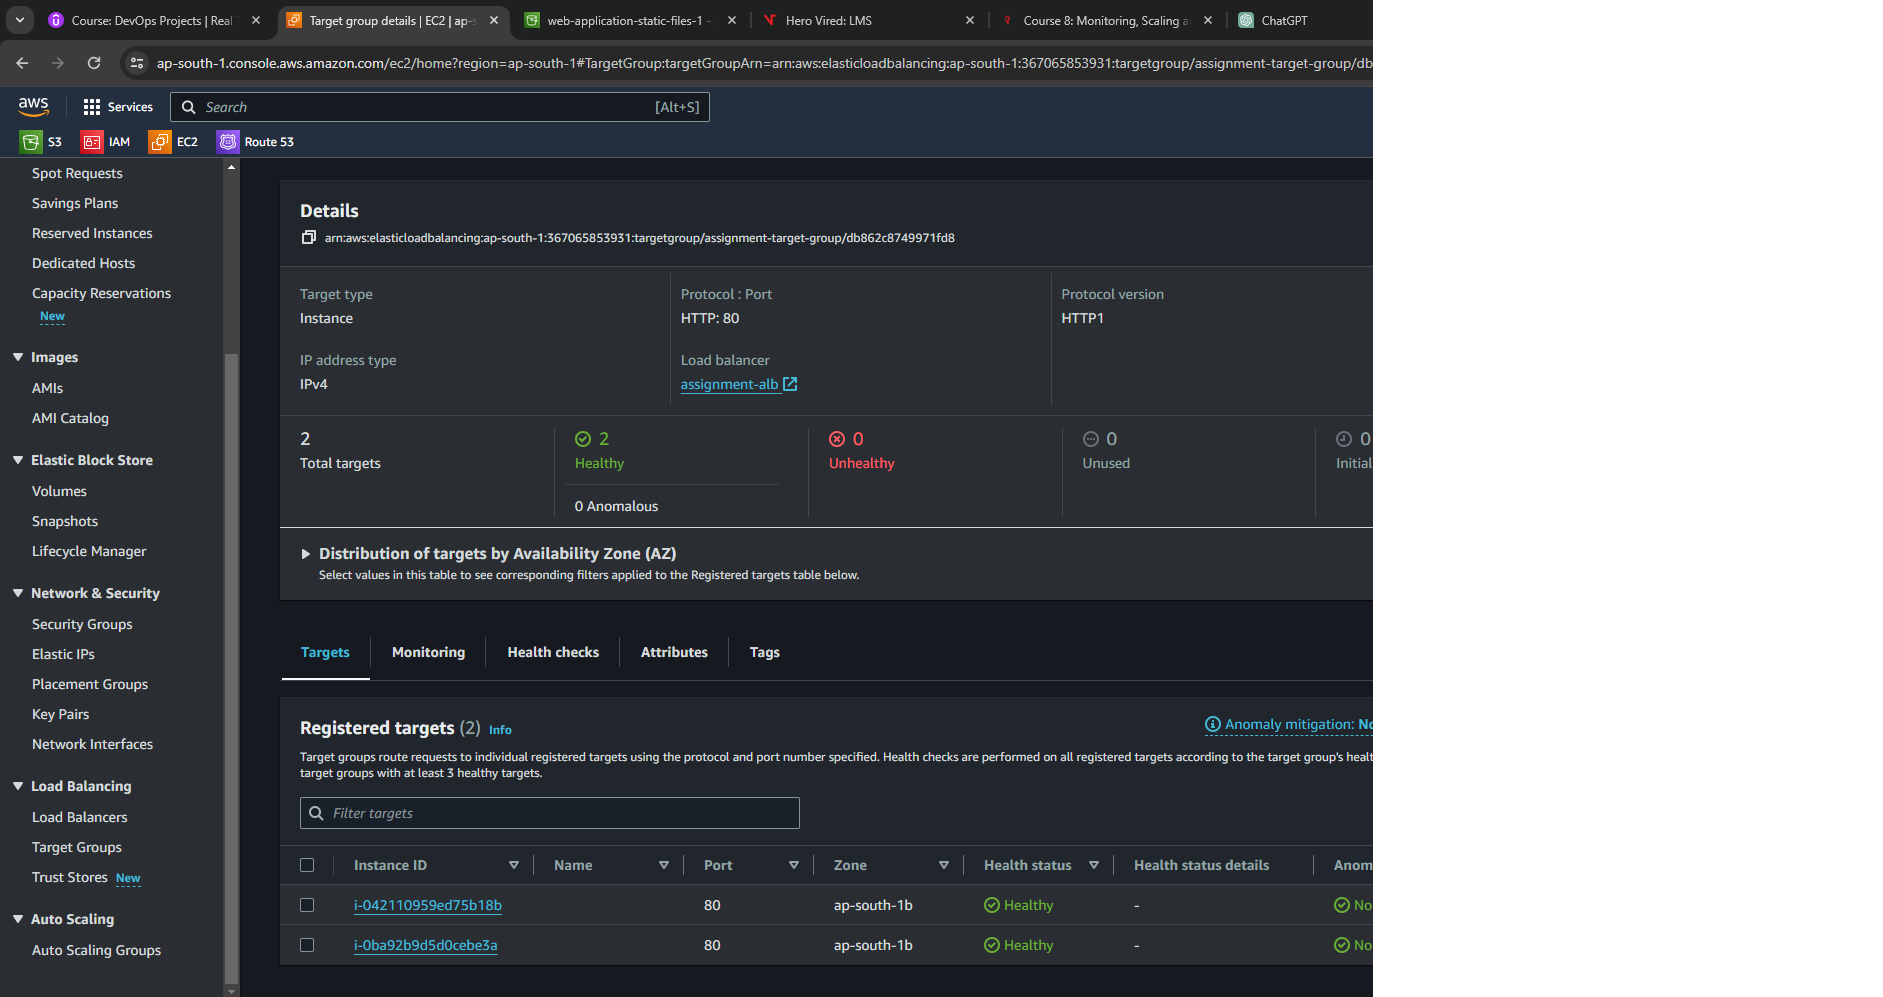 Course: DevOps Projects | Real
Target group details | EC2 | ap-s
web-application-static-files-1 -
Hero Vired: LMS
Course 8: Monitoring, Scaling a
ChatGPT
ap-south-1.console.aws.amazon.com/ec2/home?region=ap-south-1#TargetGroup:targetGroupArn=arn:aws:elasticloadbalancing:ap-south-1:367065853931:targetgroup/assignment-target-group/db
aws
Services
Search
[Alt+S]
S3
IAM
EC2
Route 53
Spot Requests
Savings Plans
Reserved Instances
Dedicated Hosts
Capacity Reservations
New
Images
AMIs
AMI Catalog
Elastic Block Store
Volumes
Snapshots
Lifecycle Manager
Network & Security
Security Groups
Elastic IPs
Placement Groups
Key Pairs
Network Interfaces
Load Balancing
Load Balancers
Target Groups
Trust Stores New
Auto Scaling
Auto Scaling Groups
Details
arn:aws:elasticloadbalancing:ap-south-1:367065853931:targetgroup/assignment-target-group/db862c8749971fd8
Target type
Instance
Protocol : Port
HTTP: 80
Protocol version
HTTP1
IP address type
IPv4
Load balancer
assignment-alb
2
Total targets
2
Healthy
0 Anomalous
0
Unhealthy
0
Unused
0
Initial
Distribution of targets by Availability Zone (AZ)
Select values in this table to see corresponding filters applied to the Registered targets table below.
Targets
Monitoring
Health checks
Attributes
Tags
Registered targets (2) Info
Anomaly mitigation: No
Target groups route requests to individual registered targets using the protocol and port number specified. Health checks are performed on all registered targets according to the target group's healt
target groups with at least 3 healthy targets.
Filter targets
Instance ID Name Port Zone Health status Health status details Anom
i-042110959ed75b18b 80 ap-south-1b Healthy - No
i-0ba92b9d5d0cebe3a 80 ap-south-1b Healthy - No